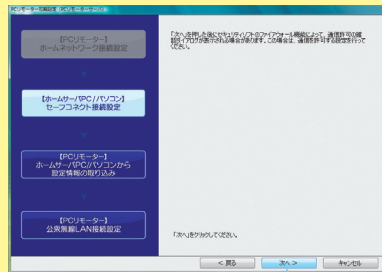 【PCリモーター】
ホームネットワーク接続設定
【ホームサーバPC/パソコン】
セーフコネクト接続設定
【PCリモーター】
ホームサーバPC/パソコンから
設定情報の取り込み
【PCリモーター】
公衆無線LAN接続設定
「次へ」を押した後にセキュリティソフトのファイアウォール機能によって、通信許可の確
認ダイアログが表示される場合があります。この場合は、通信を許可する設定を行って
ください。
「次へ」をクリックしてください。
< 戻る
次へ >
キャンセル